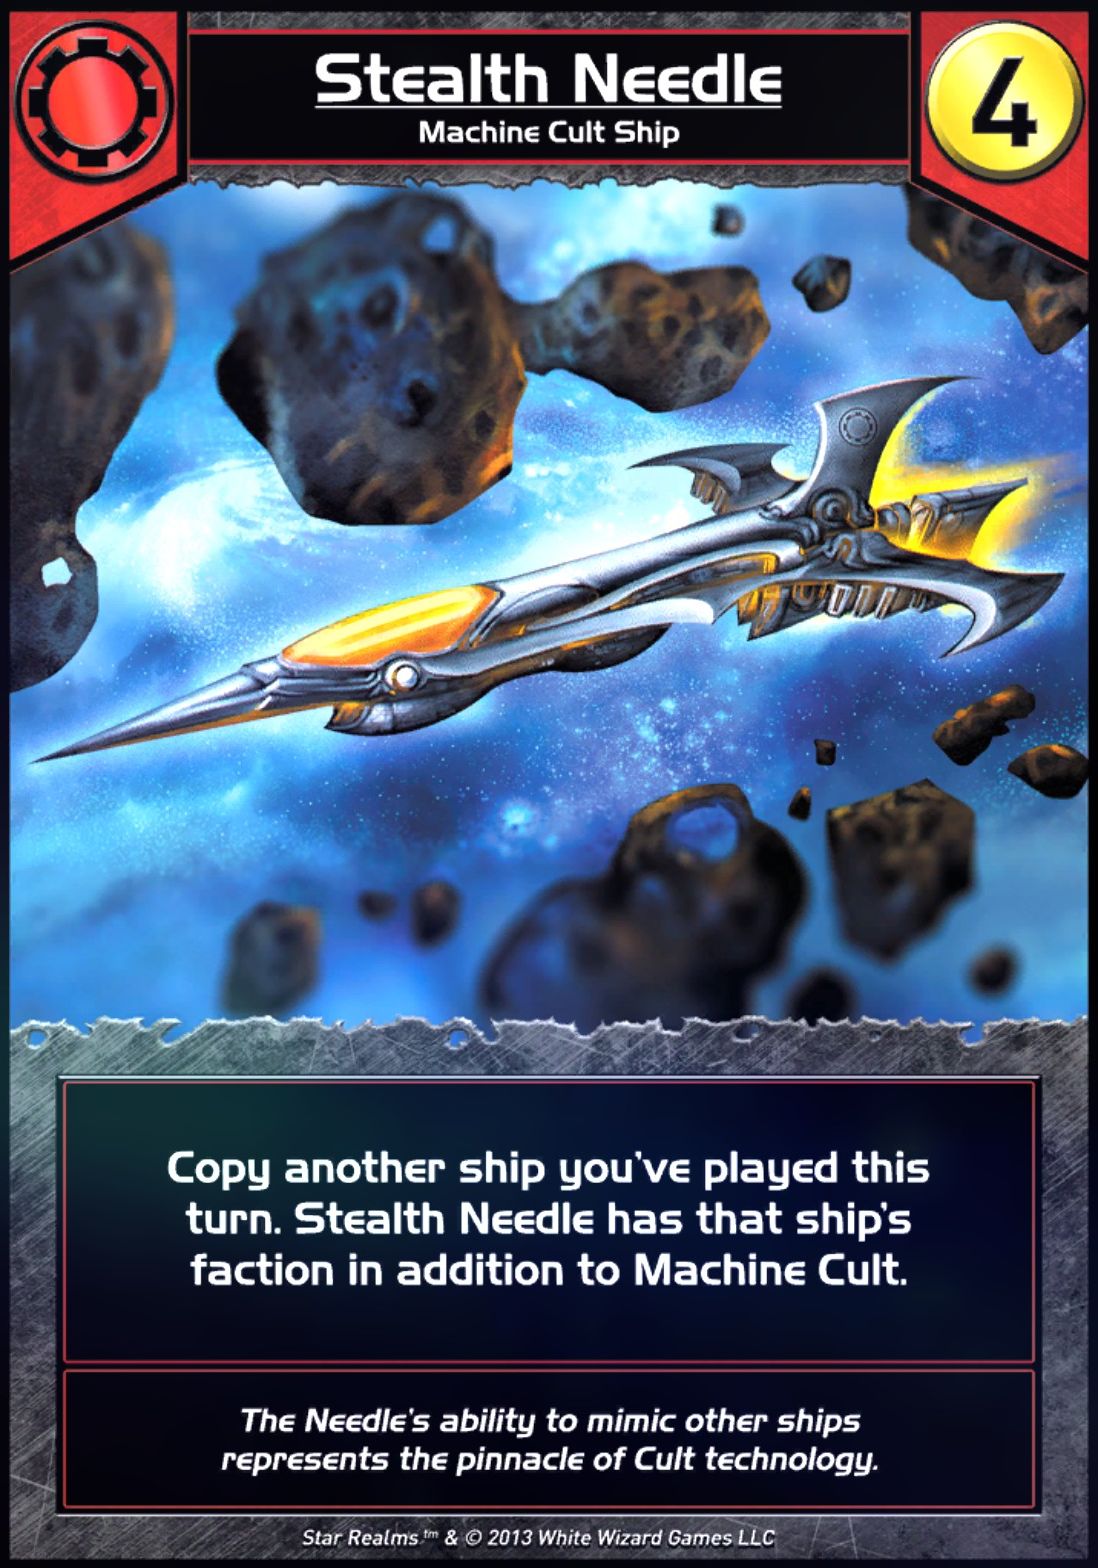 Stealth Needle
4
Machine Cult Ship
Copy another ship you've played this
turn. Stealth Needle has that ship's
faction in addition to Machine Cult.
The Needle's ability to mimic other ships
represents the pinnacle of Cult technology.
Star Realms™ & © 2013 White Wizard Games LLC